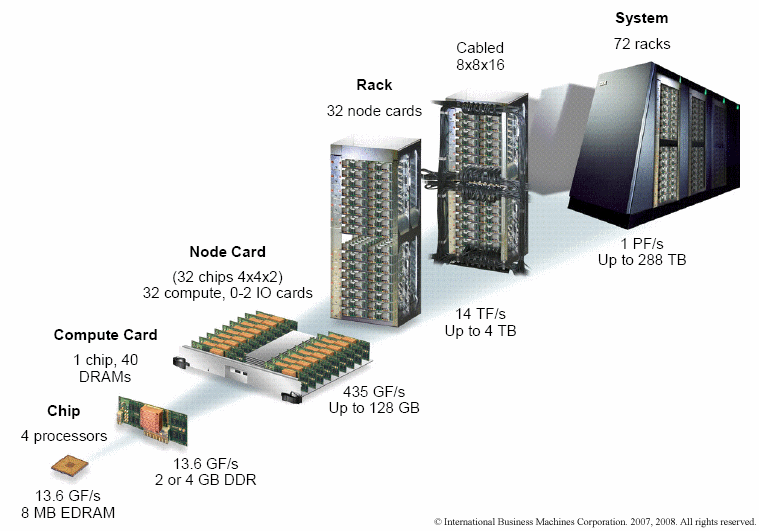 System
72 racks
Cabled
8x8x16
Rack
32 node cards
1 PF/s
Up to 288 TB
Node Card
(32 chips 4x4x2)
32 compute, 0-2 IO cards
14 TF/s
Up to 4 TB
Compute Card
1 chip, 40
DRAMs
435 GF/s
Up to 128 GB
Chip
4 processors
13.6 GF/s
2 or 4 GB DDR
13.6 GF/s
8 MB EDRAM
© International Business Machines Corporation. 2007, 2008. All rights reserved.